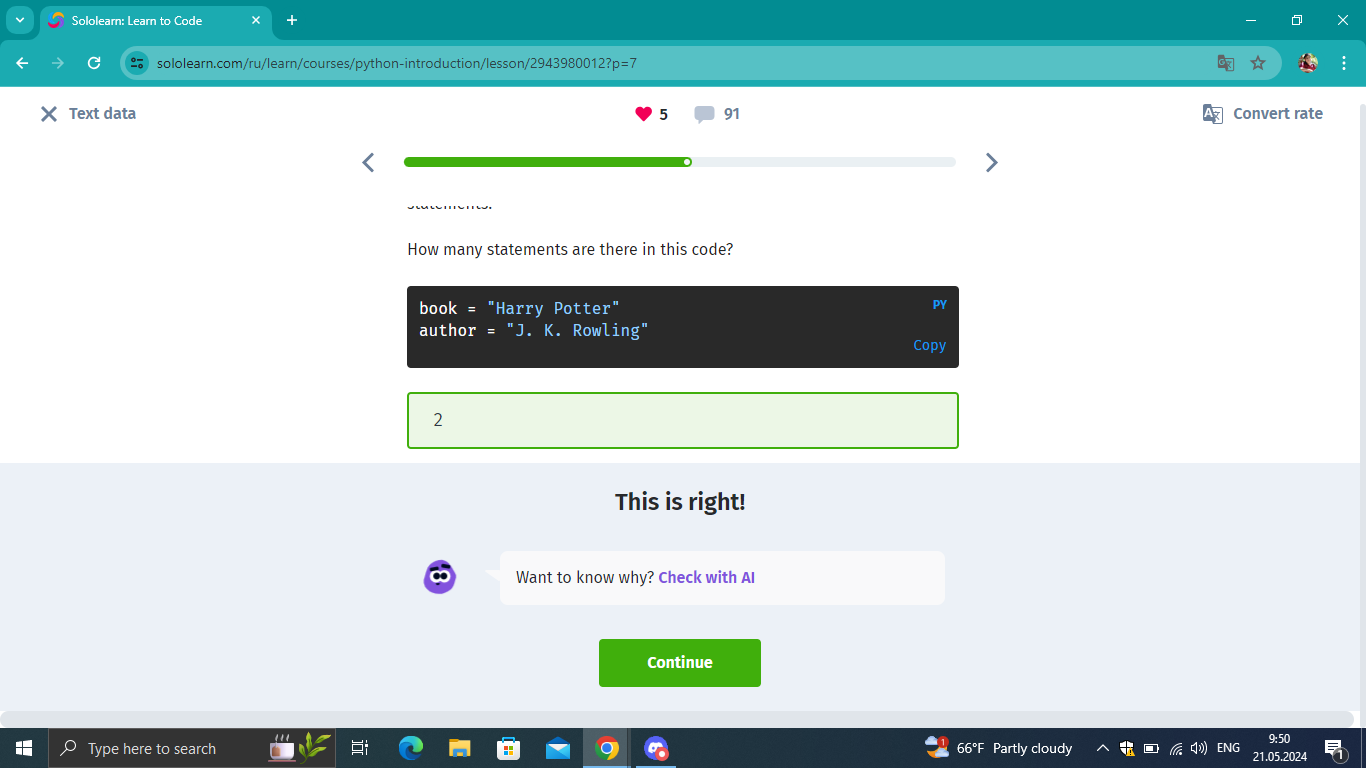 Sololearn: Learn to Code
sololearn.com/ru/learn/courses/python-introduction/lesson/2943980012?p=7
Text data
5
91
Convert rate
statements.
How many statements are there in this code?
book = "Harry Potter"
PY
author = "J. K. Rowling"
Copy
2
This is right!
Want to know why? Check with AI
Continue
Type here to search
1
66°F Partly cloudy
ENG
9:50
21.05.2024
1